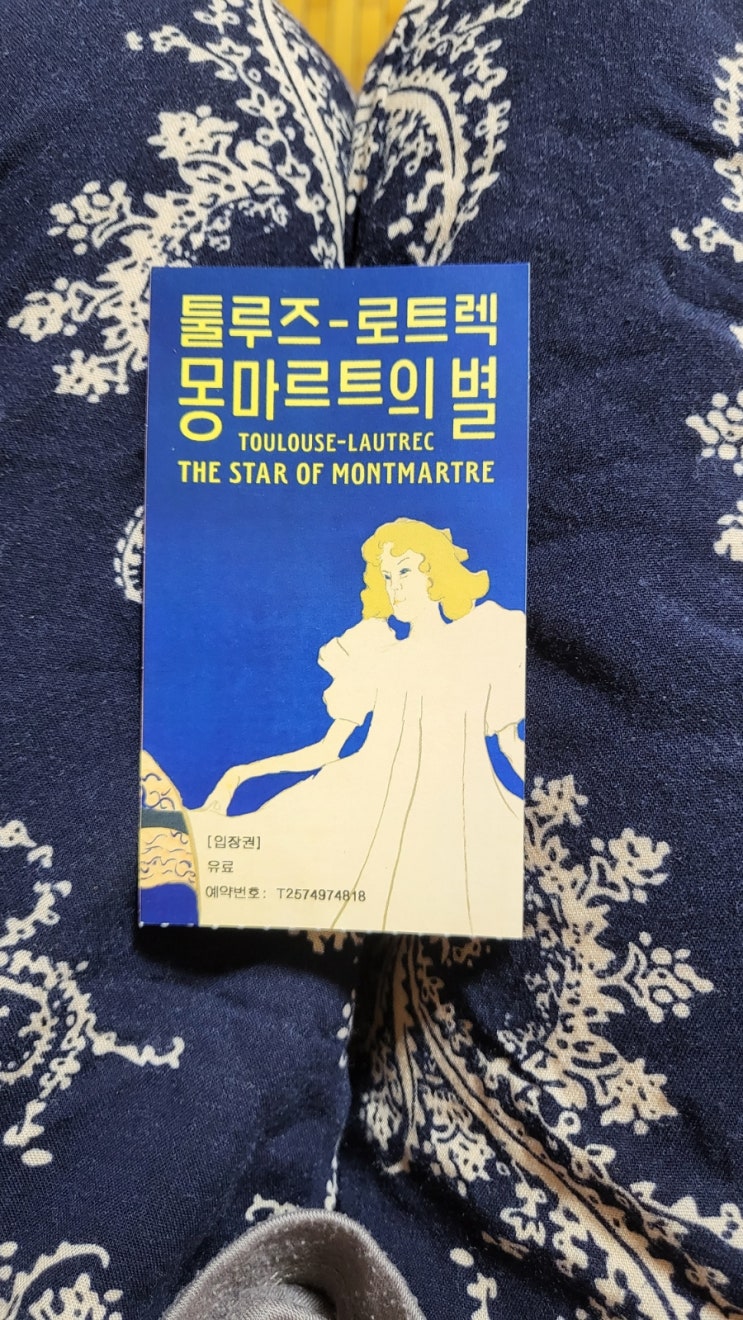 툴루즈-로트렉
몽마르트의 별
TOULOUSE-LAUTREC
THE STAR OF MONTMARTRE
[입장권]
유료
예약번호: T2574974818